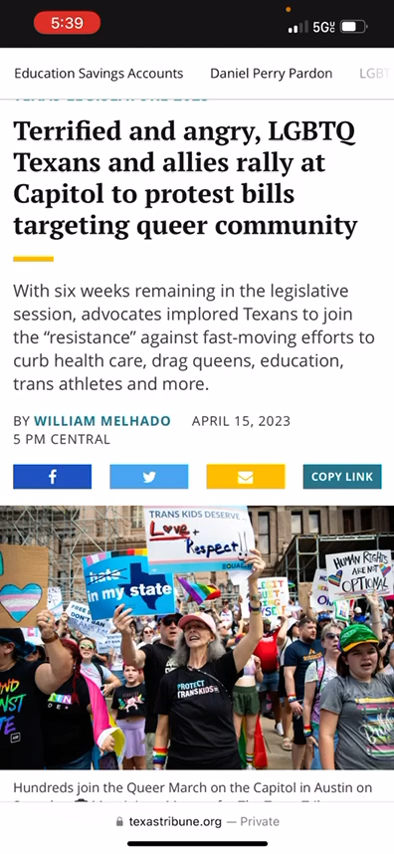 5:39
5G
Education Savings Accounts Daniel Perry Pardon LGBT
Terrified and angry, LGBTQ
Texans and allies rally at
Capitol to protest bills
targeting queer community
With six weeks remaining in the legislative
session, advocates implored Texans to join
the “resistance” against fast-moving efforts to
curb health care, drag queens, education,
trans athletes and more.
BY WILLIAM MELHADO APRIL 15, 2023
5 PM CENTRAL
COPY LINK
TRANS KIDS DESERVE
Love +
Respect!!
hate
in my state
HUMAN RIGHTS
ARE NOT
OPTIONAL
PROTECT
TRANS KIDS
Hundreds join the Queer March on the Capitol in Austin on
texastribune.org — Private